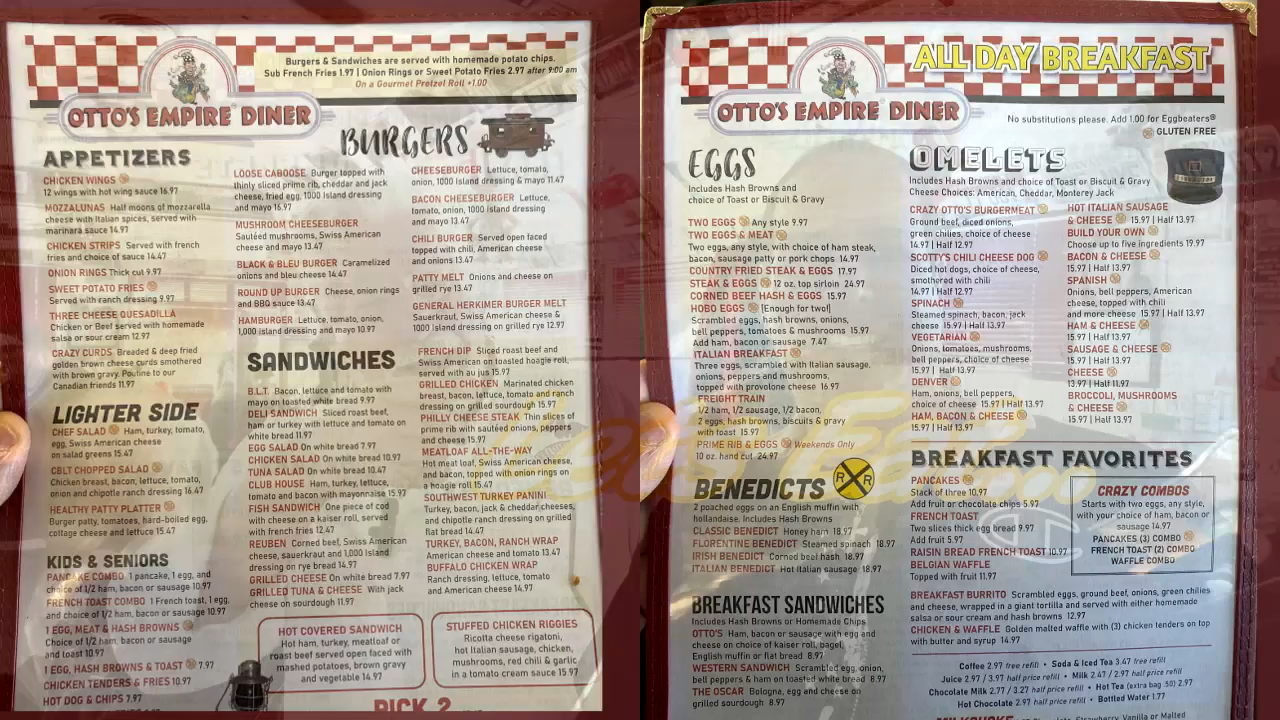 Burgers & Sandwiches are served with homemade potato chips.
Sub French Fries 1.97 | Onion Rings or Sweet Potato Fries 2.97 after 9:00 am
On a Gourmet Pretzel Roll +1.00
OTTO'S EMPIRE DINER
BURGERS
APPETIZERS
CHICKEN WINGS
12 wings with hot wing sauce 16.97
MOZZALUNAS Half moons of mozzarella
cheese with Italian spices, served with
marinara sauce 14.97
CHICKEN STRIPS Served with french
fries and choice of sauce 14.47
ONION RINGS Thick cut 9.97
SWEET POTATO FRIES
Served with ranch dressing 9.97
THREE CHEESE QUESADILLA
Chicken or Beef served with homemade
salsa or sour cream 12.97
CRAZY CURDS Breaded & deep fried
golden brown cheese curds smothered
with brown gravy. Poutine to our
Canadian friends 11.97
LIGHTER SIDE
CHEF SALAD Ham, turkey, tomato,
egg, Swiss American cheese
on salad greens 15.47
CBLT CHOPPED SALAD
Chicken breast, bacon, lettuce, tomato,
onion and chipotle ranch dressing 16.47
HEALTHY PATTY PLATTER
Burger patty, tomatoes, hard-boiled egg,
cottage cheese and lettuce 15.47
KIDS & SENIORS
PANCAKE COMBO 1 pancake, 1 egg, and
choice of 1/2 ham, bacon or sausage 10.97
FRENCH TOAST COMBO 1 French toast, 1 egg,
and choice of 1/2 ham, bacon or sausage 10.97
1 EGG, MEAT & HASH BROWNS
Choice of 1/2 ham, bacon or sausage
and toast 10.97
1 EGG, HASH BROWNS & TOAST 7.97
CHICKEN TENDERS & FRIES 10.97
HOT DOG & CHIPS 7.97
LOOSE CABOOSE Burger topped with
thinly sliced prime rib, cheddar and jack
cheese, fried egg, 1000 Island dressing
and mayo 16.97
MUSHROOM CHEESEBURGER
Sautéed mushrooms, Swiss American
cheese and mayo 13.47
BLACK & BLEU BURGER Caramelized
onions and bleu cheese 14.47
ROUND UP BURGER Cheese, onion rings
and BBQ sauce 13.47
HAMBURGER Lettuce, tomato, onion,
1,000 Island dressing and mayo 10.97
CHEESEBURGER Lettuce, tomato,
onion, 1000 Island dressing & mayo 11.47
BACON CHEESEBURGER Lettuce,
tomato, onion, 1000 Island dressing
and mayo 13.47
CHILI BURGER Served open faced
topped with chili, American cheese
and onions 13.47
PATTY MELT Onions and cheese on
grilled rye 13.47
GENERAL HERKIMER BURGER MELT
Sauerkraut, Swiss American cheese &
1000 Island dressing on grilled rye 12.97
SANDWICHES
B.L.T. Bacon, lettuce and tomato with
mayo on toasted white bread 9.97
DELI SANDWICH Sliced roast beef,
ham or turkey with lettuce and tomato on
white bread 11.97
EGG SALAD On white bread 7.97
CHICKEN SALAD On white bread 10.97
TUNA SALAD On white bread 10.47
CLUB HOUSE Ham, turkey, lettuce,
tomato and bacon with mayonnaise 15.97
FISH SANDWICH One piece of cod
with cheese on a kaiser roll, served
with french fries 12.47
REUBEN Corned beef, Swiss American
cheese, sauerkraut and 1,000 Island
dressing on rye bread 14.97
GRILLED CHEESE On white bread 7.97
GRILLED TUNA & CHEESE With jack
cheese on sourdough 11.97
FRENCH DIP Sliced roast beef and
Swiss American on toasted hoagie roll,
served with au jus 15.97
GRILLED CHICKEN Marinated chicken
breast, bacon, lettuce, tomato and ranch
dressing on grilled sourdough 15.97
PHILLY CHEESE STEAK Thin slices of
prime rib with sautéed onions, peppers
and cheese 15.97
MEATLOAF ALL-THE-WAY
Hot meat loaf, Swiss American cheese,
and bacon, topped with onion rings on
a hoagie roll 15.47
SOUTHWEST TURKEY PANINI
Turkey, bacon, jack & cheddar cheeses,
and chipotle ranch dressing on grilled
flat bread 14.47
TURKEY, BACON, RANCH WRAP
American cheese and tomato 13.47
BUFFALO CHICKEN WRAP
Ranch dressing, lettuce, tomato
and cheese 14.97
HOT COVERED SANDWICH
Hot ham, turkey, meatloaf or
roast beef served open faced with
mashed potatoes, brown gravy
and vegetable 14.97
STUFFED CHICKEN RIGGIES
Ricotta cheese rigatoni,
hot Italian sausage, chicken,
mushrooms, red chili & garlic
in a tomato cream sauce 15.97
PICK 2
ALL DAY BREAKFAST
OTTO'S EMPIRE DINER
No substitutions please. Add 1.00 for Eggbeaters®
GLUTEN FREE
EGGS
Includes Hash Browns and
choice of Toast or Biscuit & Gravy
TWO EGGS Any style 9.97
TWO EGGS & MEAT
Two eggs, any style, with choice of ham steak,
bacon, sausage patty or pork chops 14.97
COUNTRY FRIED STEAK & EGGS 17.97
STEAK & EGGS 12 oz. top sirloin 24.97
CORNED BEEF HASH & EGGS 15.97
HOBO EGGS [Enough for two!]
Scrambled eggs, hash browns, onions,
bell peppers, tomatoes & mushrooms 15.97
Add ham, bacon or sausage 7.47
ITALIAN BREAKFAST
Three eggs, scrambled with Italian sausage,
onions, peppers and mushrooms,
topped with provolone cheese 16.97
FREIGHT TRAIN
1/2 ham, 1/2 sausage, 1/2 bacon,
2 eggs, hash browns, biscuits & gravy
with toast 15.97
PRIME RIB & EGGS Weekends Only
10 oz. hand cut 24.97
BENEDICTS
RXR
2 poached eggs on an English muffin with
hollandaise. Includes Hash Browns
CLASSIC BENEDICT Honey ham 18.97
FLORENTINE BENEDICT Steamed spinach 18.97
IRISH BENEDICT Corned beef hash 18.97
ITALIAN BENEDICT Hot Italian sausage 18.97
BREAKFAST SANDWICHES
Includes Hash Browns or Homemade Chips
OTTO'S Ham, bacon or sausage with egg and
cheese on choice of kaiser roll, bagel,
English muffin or flat bread 8.97
WESTERN SANDWICH Scrambled egg, onion,
bell peppers & ham on toasted white bread 8.97
THE OSCAR Bologna, egg and cheese on
grilled sourdough 8.97
OMELETS
Includes Hash Browns and choice of Toast or Biscuit & Gravy
Cheese Choices: American, Cheddar, Monterey Jack
CRAZY OTTO'S BURGERMEAT
Ground beef, diced onions,
green chilies, choice of cheese
14.97 | Half 12.97
SCOTTY'S CHILI CHEESE DOG
Diced hot dogs, choice of cheese,
smothered with chili
14.97 | Half 12.97
SPINACH
Steamed spinach, bacon, jack
cheese 15.97 | Half 13.97
VEGETARIAN
Onions, tomatoes, mushrooms,
bell peppers, choice of cheese
15.97 | Half 13.97
DENVER
Ham, onions, bell peppers,
choice of cheese 15.97 | Half 13.97
HAM, BACON & CHEESE
15.97 | Half 13.97
HOT ITALIAN SAUSAGE
& CHEESE 15.97 | Half 13.97
BUILD YOUR OWN
Choose up to five ingredients 19.97
BACON & CHEESE
15.97 | Half 13.97
SPANISH
Onions, bell peppers, American
cheese, topped with chili
and more cheese 15.97 | Half 13.97
HAM & CHEESE
15.97 | Half 13.97
SAUSAGE & CHEESE
15.97 | Half 13.97
CHEESE
13.97 | Half 11.97
BROCCOLI, MUSHROOMS
& CHEESE
15.97 | Half 13.97
BREAKFAST FAVORITES
PANCAKES
Stack of three 10.97
Add fruit or chocolate chips 5.97
FRENCH TOAST
Two slices thick egg bread 9.97
Add fruit 5.97
RAISIN BREAD FRENCH TOAST 10.97
BELGIAN WAFFLE
Topped with fruit 11.97
CRAZY COMBOS
Starts with two eggs, any style,
with your choice of ham, bacon or
sausage 14.97
PANCAKES (3) COMBO
FRENCH TOAST (2) COMBO
WAFFLE COMBO
BREAKFAST BURRITO Scrambled eggs, ground beef, onions, green chilies
and cheese, wrapped in a giant tortilla and served with either homemade
salsa or sour cream and hash browns 12.97
CHICKEN & WAFFLE Golden malted waffle with (3) chicken tenders on top
with butter and syrup 14.97
Coffee 2.97 free refill • Soda & Iced Tea 3.47 free refill
Juice 2.97 / 3.97 half price refill • Milk 2.47 / 2.97 half price refill
Chocolate Milk 2.77 / 3.27 half price refill • Hot Tea (extra bag .50) 2.97
Hot Chocolate 2.97 half price refill • Bottled Water 1.77